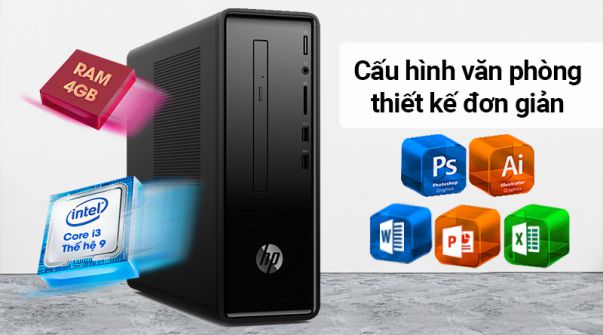 RAM
4GB
intel
Core i3
Thế hệ 9
hp
Cấu hình văn phòng
thiết kế đơn giản
Ps
Photoshop
Graphics
Ai
Illustrator
Graphics
W
P
X